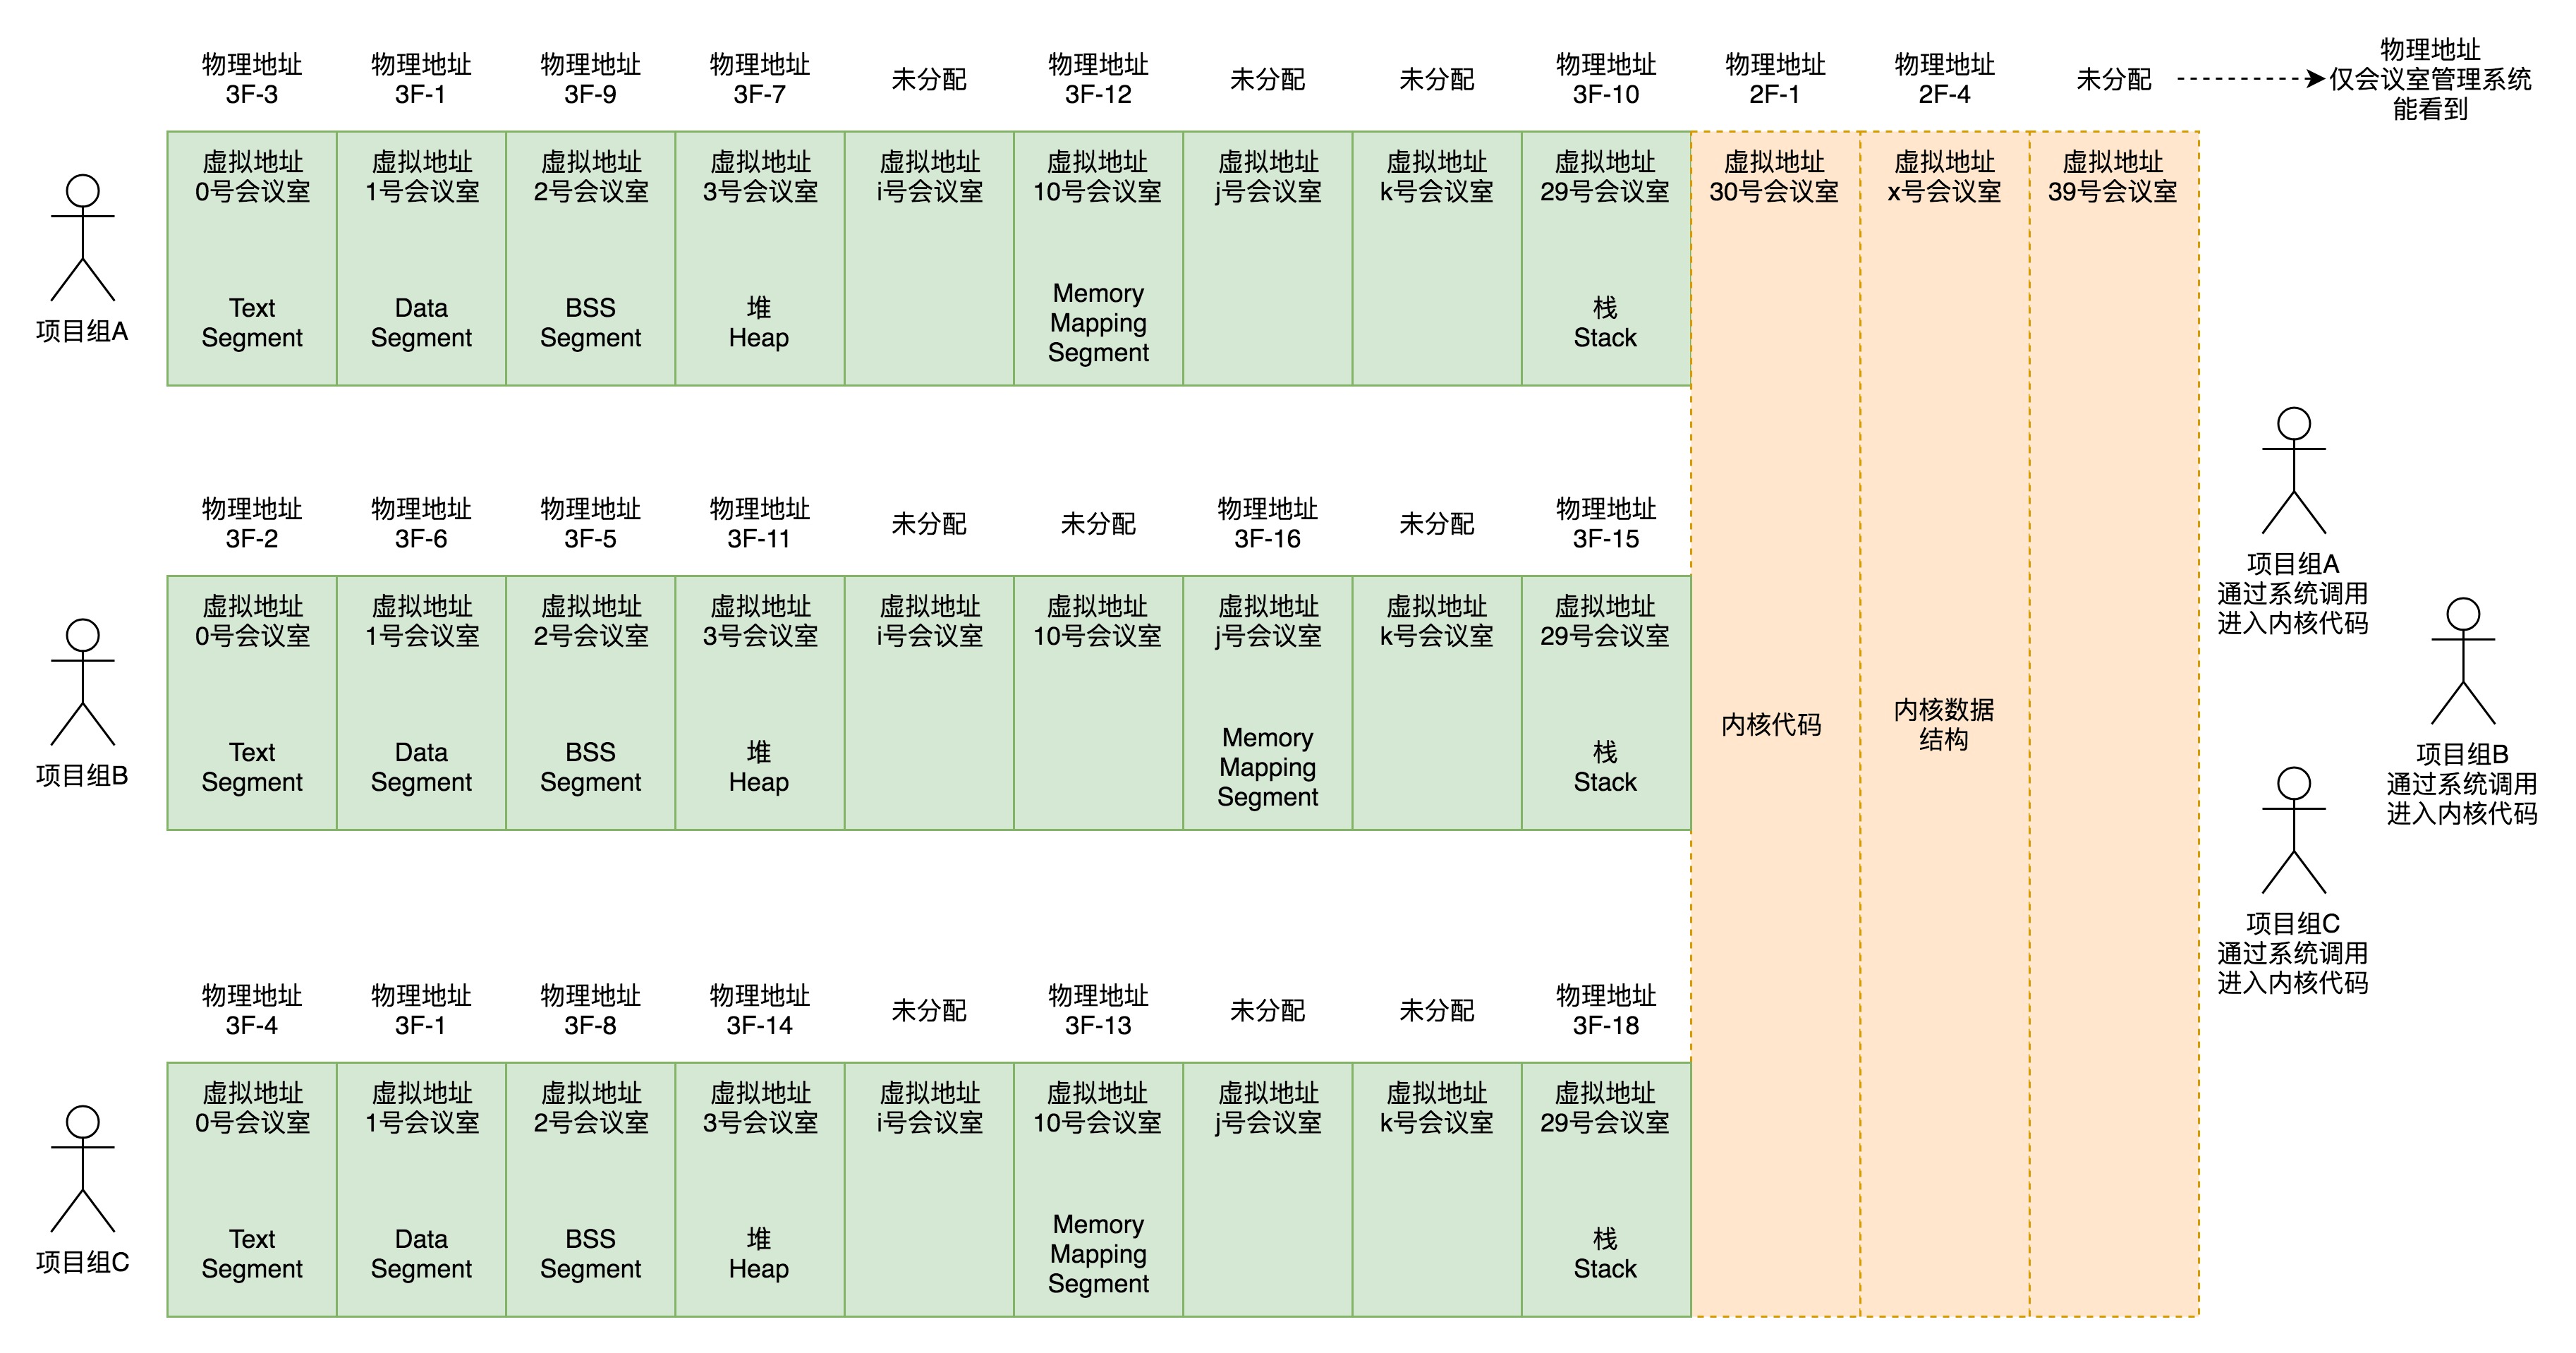 物理地址
3F-3
物理地址
3F-1
物理地址
3F-9
物理地址
3F-7
未分配
物理地址
3F-12
未分配
未分配
物理地址
3F-10
物理地址
2F-1
物理地址
2F-4
未分配
物理地址
仅会议室管理系统
能看到
虚拟地址
0号会议室
虚拟地址
1号会议室
虚拟地址
2号会议室
虚拟地址
3号会议室
虚拟地址
i号会议室
虚拟地址
10号会议室
虚拟地址
j号会议室
虚拟地址
k号会议室
虚拟地址
29号会议室
虚拟地址
30号会议室
虚拟地址
x号会议室
虚拟地址
39号会议室
Text
Segment
Data
Segment
BSS
Segment
堆
Heap
Memory
Mapping
Segment
栈
Stack
项目组A
物理地址
3F-2
物理地址
3F-6
物理地址
3F-5
物理地址
3F-11
未分配
未分配
物理地址
3F-16
未分配
物理地址
3F-15
虚拟地址
0号会议室
虚拟地址
1号会议室
虚拟地址
2号会议室
虚拟地址
3号会议室
虚拟地址
i号会议室
虚拟地址
10号会议室
虚拟地址
j号会议室
虚拟地址
k号会议室
虚拟地址
29号会议室
Text
Segment
Data
Segment
BSS
Segment
堆
Heap
Memory
Mapping
Segment
栈
Stack
项目组B
内核代码
内核数据
结构
项目组A
通过系统调用
进入内核代码
项目组B
通过系统调用
进入内核代码
项目组C
通过系统调用
进入内核代码
物理地址
3F-4
物理地址
3F-1
物理地址
3F-8
物理地址
3F-14
未分配
物理地址
3F-13
未分配
未分配
物理地址
3F-18
虚拟地址
0号会议室
虚拟地址
1号会议室
虚拟地址
2号会议室
虚拟地址
3号会议室
虚拟地址
i号会议室
虚拟地址
10号会议室
虚拟地址
j号会议室
虚拟地址
k号会议室
虚拟地址
29号会议室
Text
Segment
Data
Segment
BSS
Segment
堆
Heap
Memory
Mapping
Segment
栈
Stack
项目组C